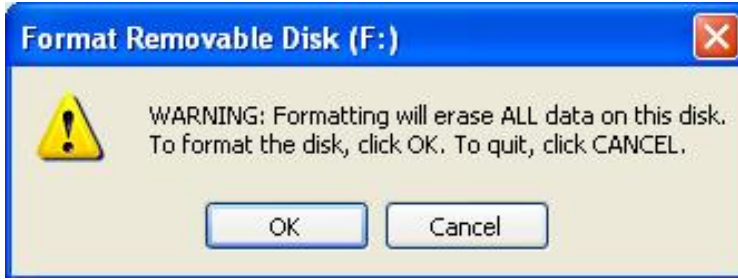 Format Removable Disk (F:)
WARNING: Formatting will erase ALL data on this disk.
To format the disk, click OK. To quit, click CANCEL.
OK
Cancel